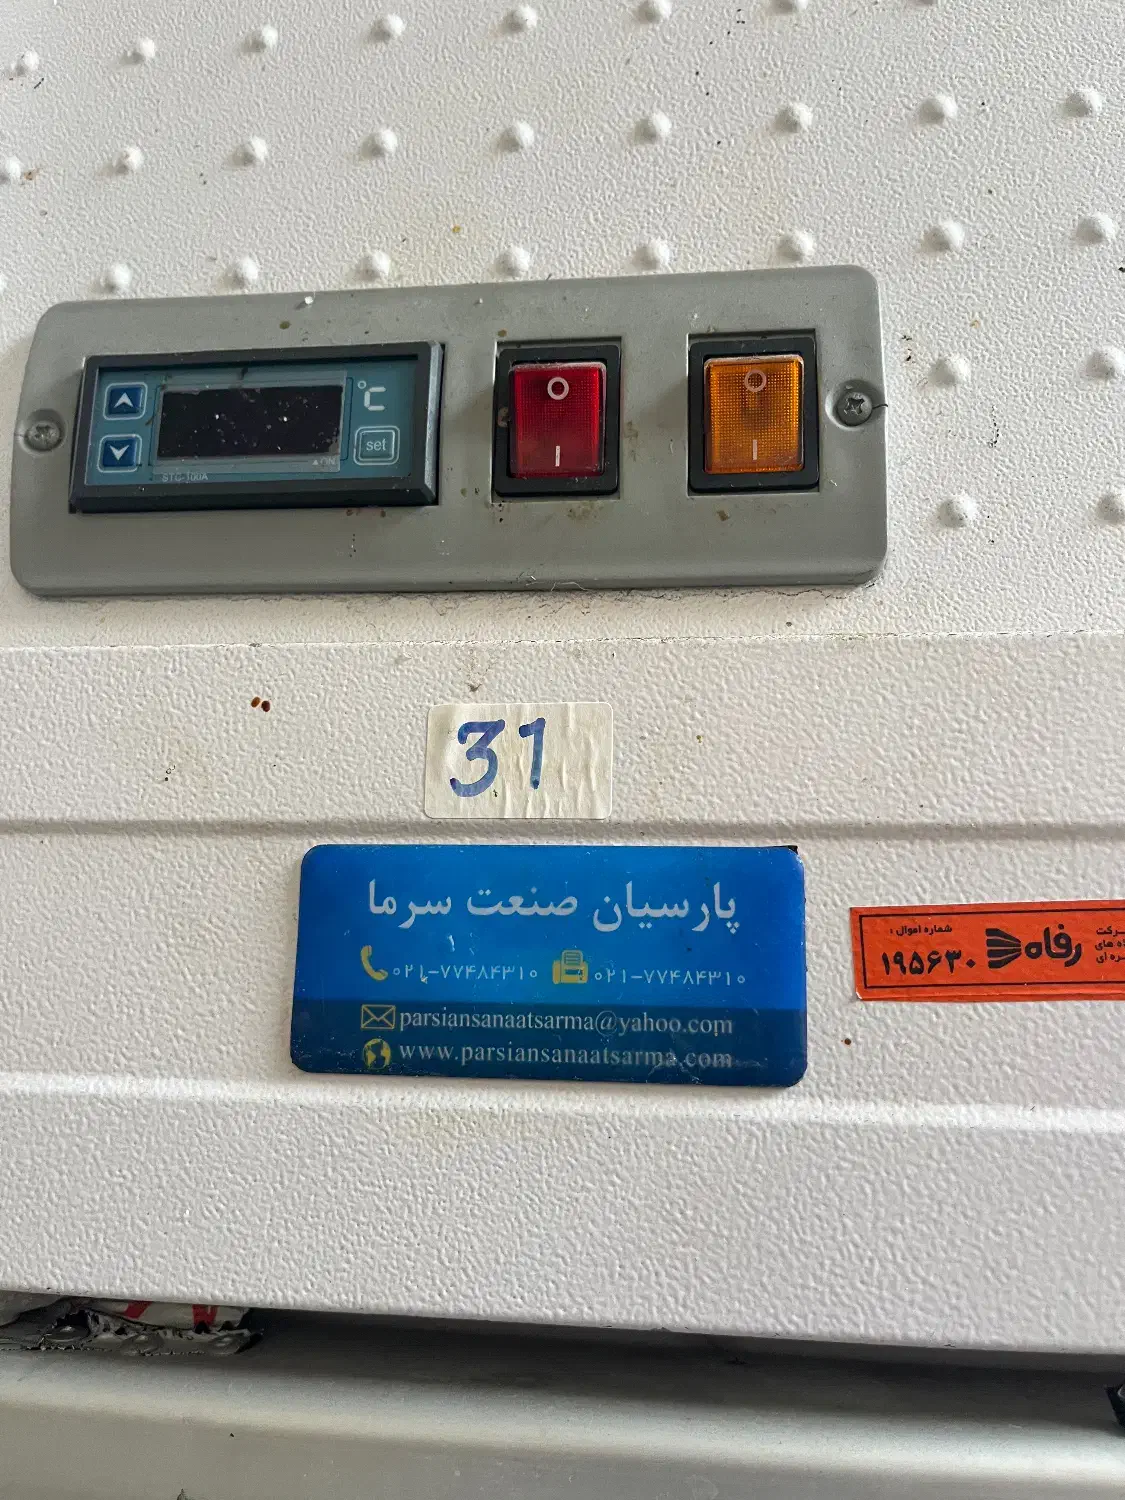 °C
set
▲ON
STC-100A
O
I
O
I
31
پارسیان صنعت سرما
۰۲۱-۷۷۴۸۴۳۱۰
۰۲۱-۷۷۴۸۴۳۱۰
parsiansanaatsarma@yahoo.com
www.parsiansanaatsarma.com
شماره اموال :
۱۹۵۶۳۰
رفاه